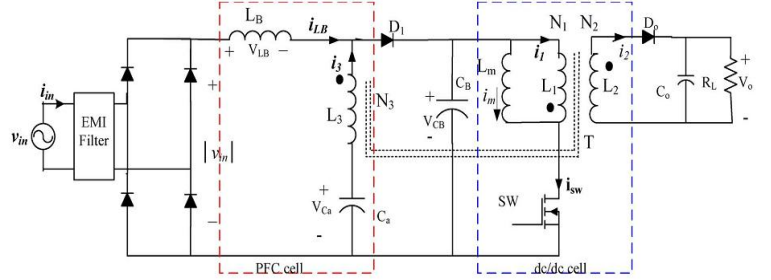 L_B
i_LB
D_1
N_1 N_2
D_o
+ V_LB −
i_3
i_1
i_2
L_m
C_B
i_in
+
N_3
i_m
L_1
L_2
C_o
R_L
+
V_o
-
EMI
Filter
L_3
+
V_CB
-
v_in
|v_in|
T
+
V_Ca
-
C_a
SW
i_sw
−
PFC cell
dc/dc cell